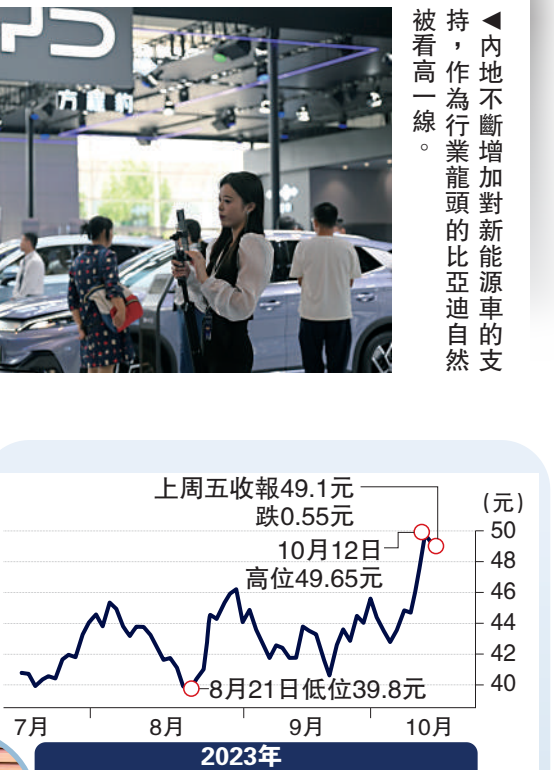 方程豹
◀內地不斷增加對新能源車的支
持，作為行業龍頭的比亞迪自然
被看高一線。
上周五收報49.1元
跌0.55元
10月12日
高位49.65元
8月21日低位39.8元
(元)
50
48
46
44
42
40
7月
8月
9月
10月
2023年